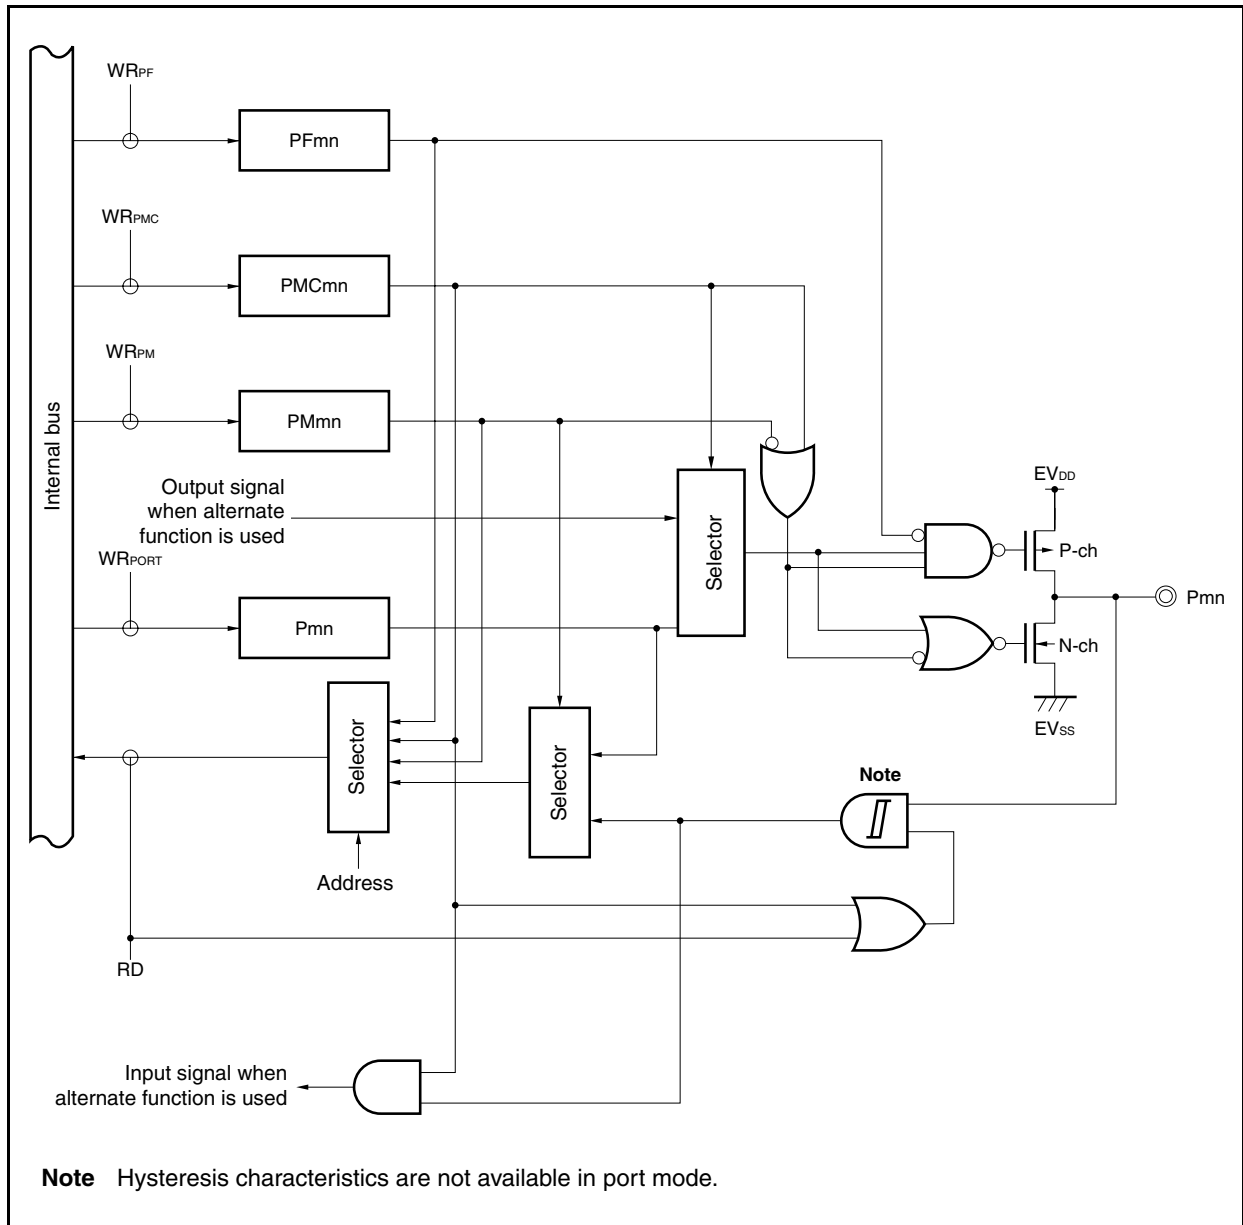 WRPF
PFmn
WRPMC
PMCmn
WRPM
PMmn
Internal bus
Output signal
when alternate
function is used
Selector
EVDD
P-ch
WRPORT
Pmn
Pmn
N-ch
EVSS
Selector
Selector
Note
Address
RD
Input signal when
alternate function is used
Note Hysteresis characteristics are not available in port mode.